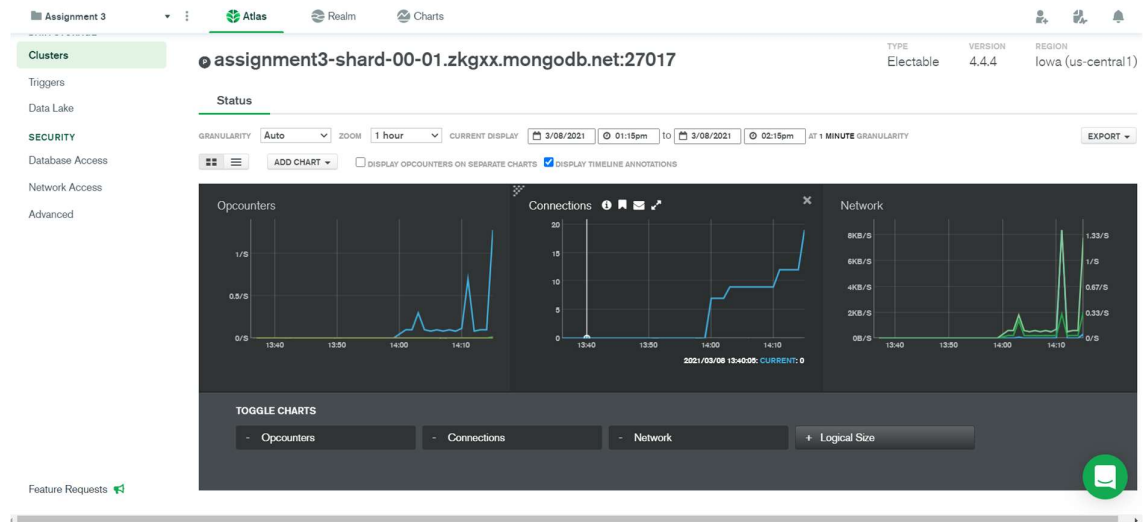 Assignment 3
Atlas
Realm
Charts
Clusters
Triggers
Data Lake
SECURITY
Database Access
Network Access
Advanced
Feature Requests
P assignment3-shard-00-01.zkgxx.mongodb.net:27017
TYPE VERSION REGION
Electable 4.4.4 Iowa (us-central1)
Status
GRANULARITY Auto ZOOM 1 hour CURRENT DISPLAY 3/08/2021 01:15pm to 3/08/2021 02:15pm AT 1 MINUTE GRANULARITY EXPORT
ADD CHART DISPLAY OPCOUNTERS ON SEPARATE CHARTS DISPLAY TIMELINE ANNOTATIONS
Opcounters
1/S
0.5/S
0/S
13:40 13:50 14:00 14:10
Connections
20
15
10
5
0
13:40 13:50 14:00 14:10
2021/03/08 13:40:05: CURRENT: 0
Network
8KB/S 1.33/S
6KB/S 1/S
4KB/S 0.67/S
2KB/S 0.33/S
0B/S 0/S
13:40 13:50 14:00 14:10
TOGGLE CHARTS
- Opcounters
- Connections
- Network
+ Logical Size